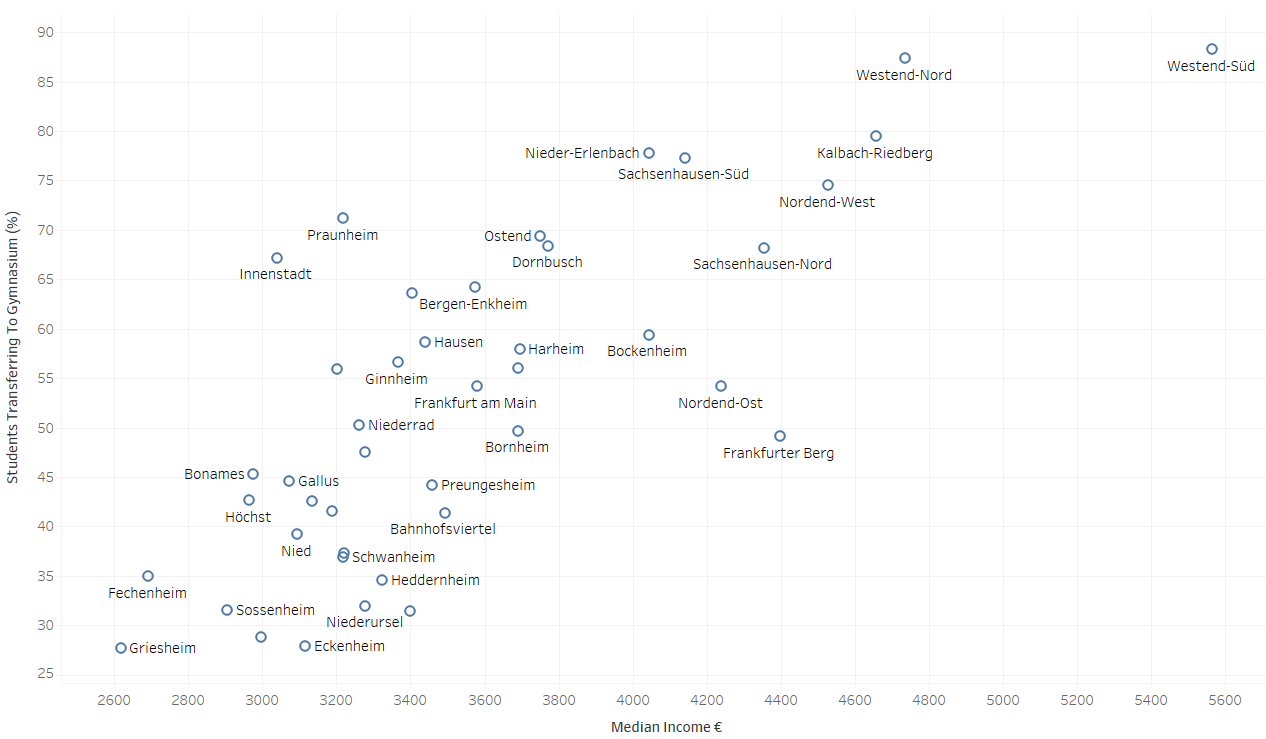 90
Westend-Süd
Westend-Nord
85
80
Nieder-Erlenbach
Kalbach-Riedberg
Sachsenhausen-Süd
75
Nordend-West
Praunheim
70
Ostend
Dornbusch
Sachsenhausen-Nord
Innenstadt
65
Bergen-Enkheim
60
Hausen
Harheim
Bockenheim
55
Ginnheim
Frankfurt am Main
Nordend-Ost
50
Niederrad
Bornheim
Frankfurter Berg
45
Bonames
Gallus
Preungesheim
Höchst
Bahnhofsviertel
40
Nied
Schwanheim
35
Heddernheim
Fechenheim
Sossenheim
Niederursel
30
Griesheim
Eckenheim
25
Students Transferring To Gymnasium (%)
2600 2800 3000 3200 3400 3600 3800 4000 4200 4400 4600 4800 5000 5200 5400 5600
Median Income €